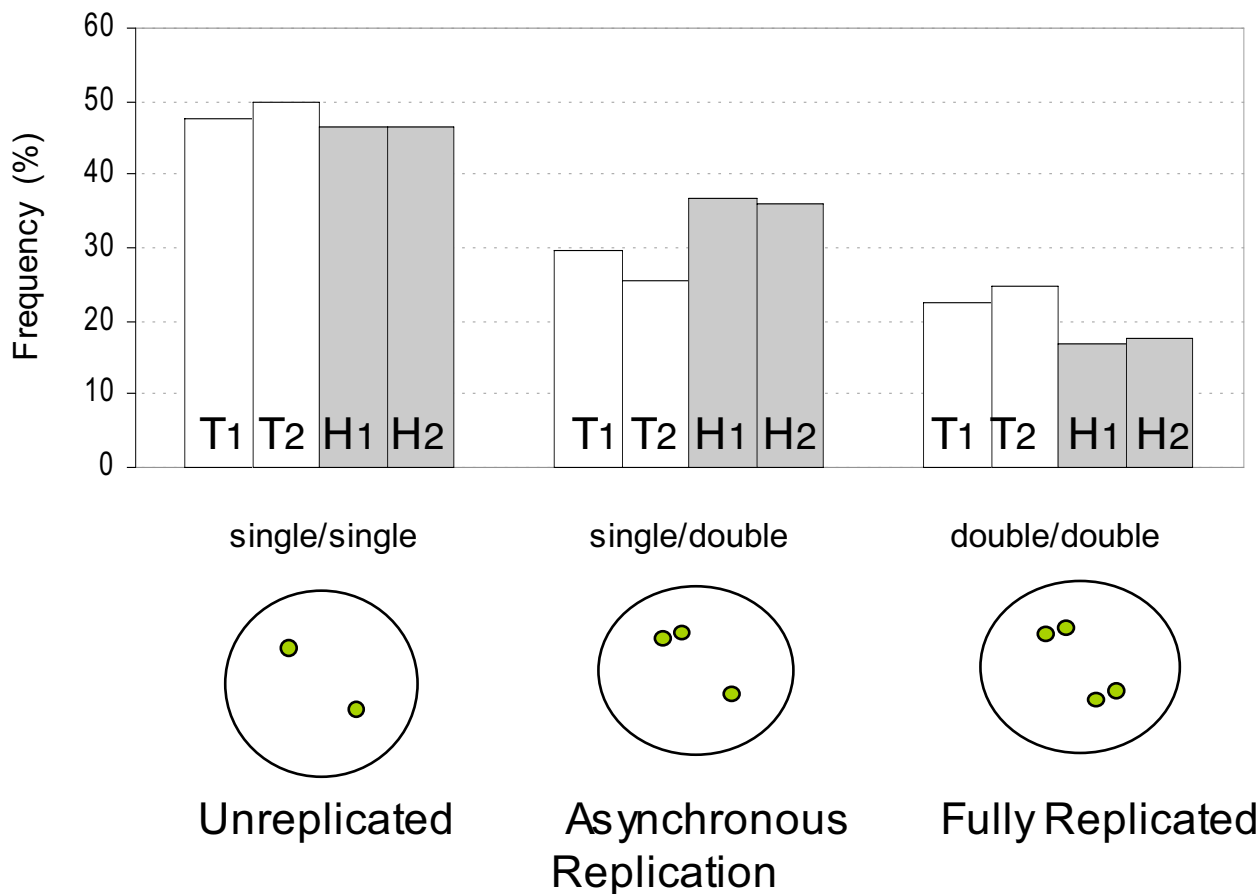 60
50
40
30
20
10
0
Frequency (%)
T1 T2 H1 H2
T1 T2 H1 H2
T1 T2 H1 H2
single/single
single/double
double/double
Unreplicated
Asynchronous
Replication
Fully Replicated